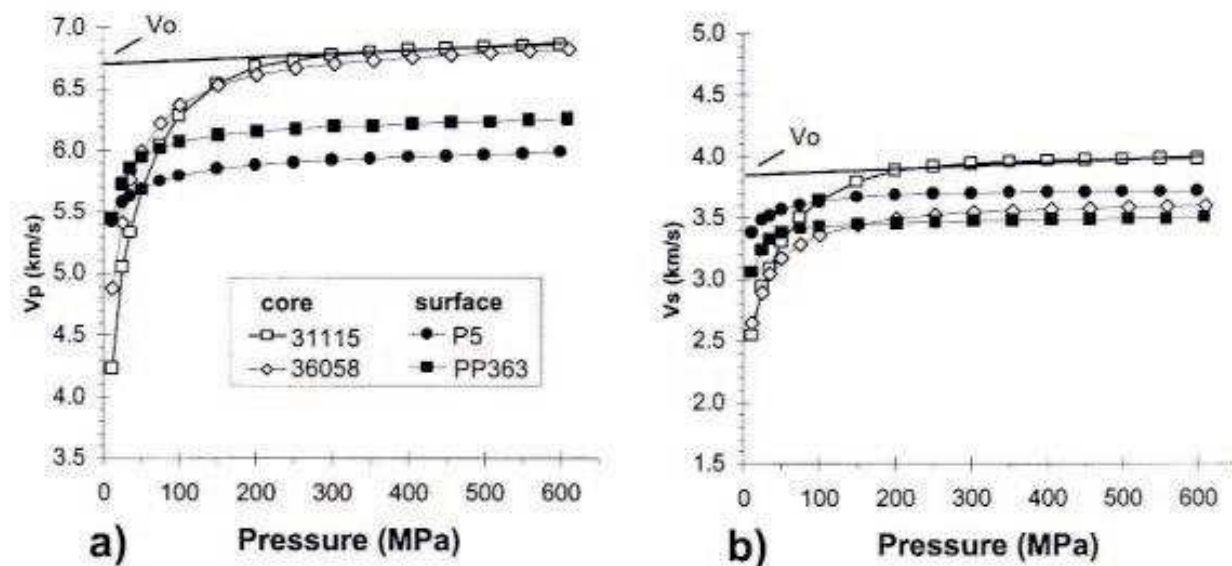 Vo
7.0
6.5
6.0
5.5
5.0
4.5
4.0
3.5
Vp (km/s)
core surface
31115 P5
36058 PP363
0 100 200 300 400 500 600
a) Pressure (MPa)
Vo
5.0
4.5
4.0
3.5
3.0
2.5
2.0
1.5
Vs (km/s)
0 100 200 300 400 500 600
b) Pressure (MPa)